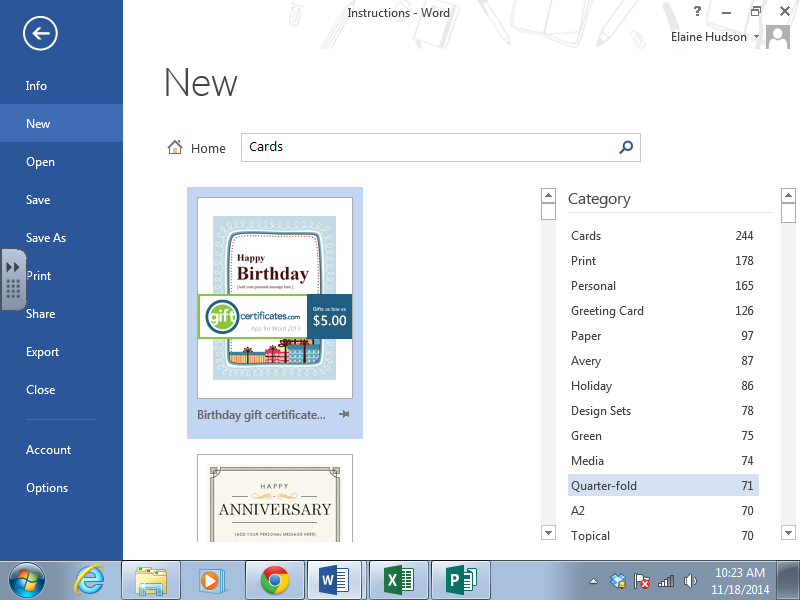 Instructions - Word
?
Elaine Hudson
Info
New
Open
Save
Save As
Print
Share
Export
Close
Account
Options
New
Home
Cards
Happy
Birthday
[Add your personal message here]
gift certificates.com
App for Word 2013
Gifts as low as
$5.00
Birthday gift certificate...
HAPPY
ANNIVERSARY
[ADD YOUR PERSONAL MESSAGE HERE]
Category
Cards 244
Print 178
Personal 165
Greeting Card 126
Paper 97
Avery 87
Holiday 86
Design Sets 78
Green 75
Media 74
Quarter-fold 71
A2 70
Topical 70
10:23 AM
11/18/2014